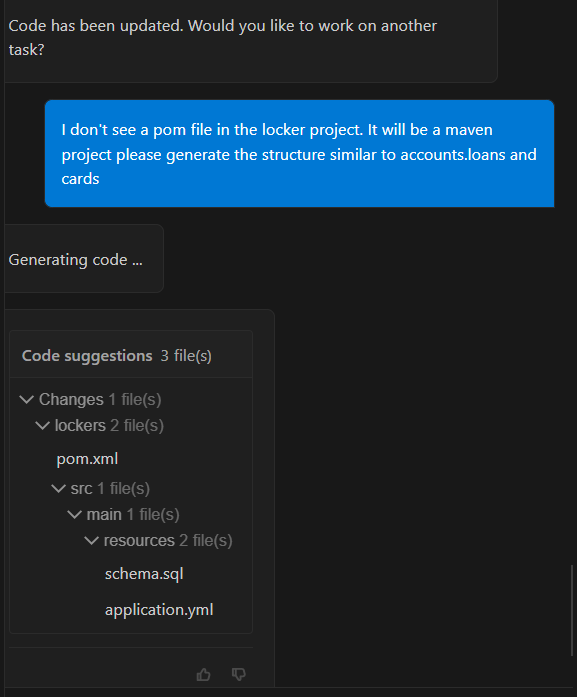 Code has been updated. Would you like to work on another
task?
I don't see a pom file in the locker project. It will be a maven
project please generate the structure similar to accounts.loans and
cards
Generating code ...
Code suggestions 3 file(s)
Changes 1 file(s)
lockers 2 file(s)
pom.xml
src 1 file(s)
main 1 file(s)
resources 2 file(s)
schema.sql
application.yml